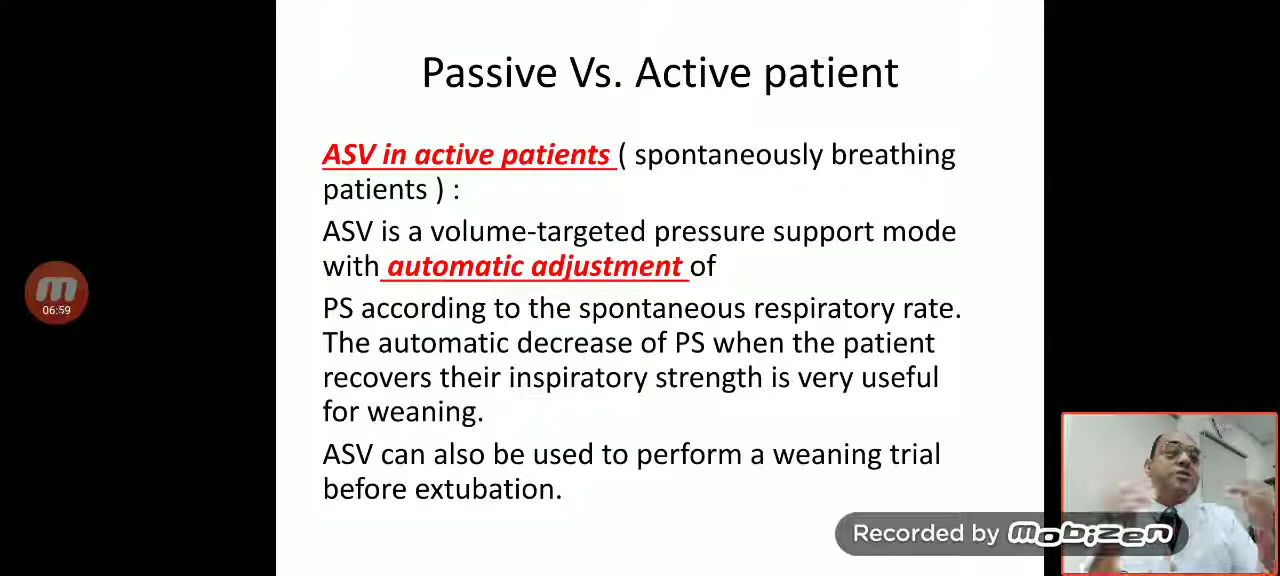 Passive Vs. Active patient
ASV in active patients ( spontaneously breathing
patients ) :
ASV is a volume-targeted pressure support mode
with automatic adjustment of
PS according to the spontaneous respiratory rate.
The automatic decrease of PS when the patient
recovers their inspiratory strength is very useful
for weaning.
ASV can also be used to perform a weaning trial
before extubation.
06:59
Recorded by Mobizen